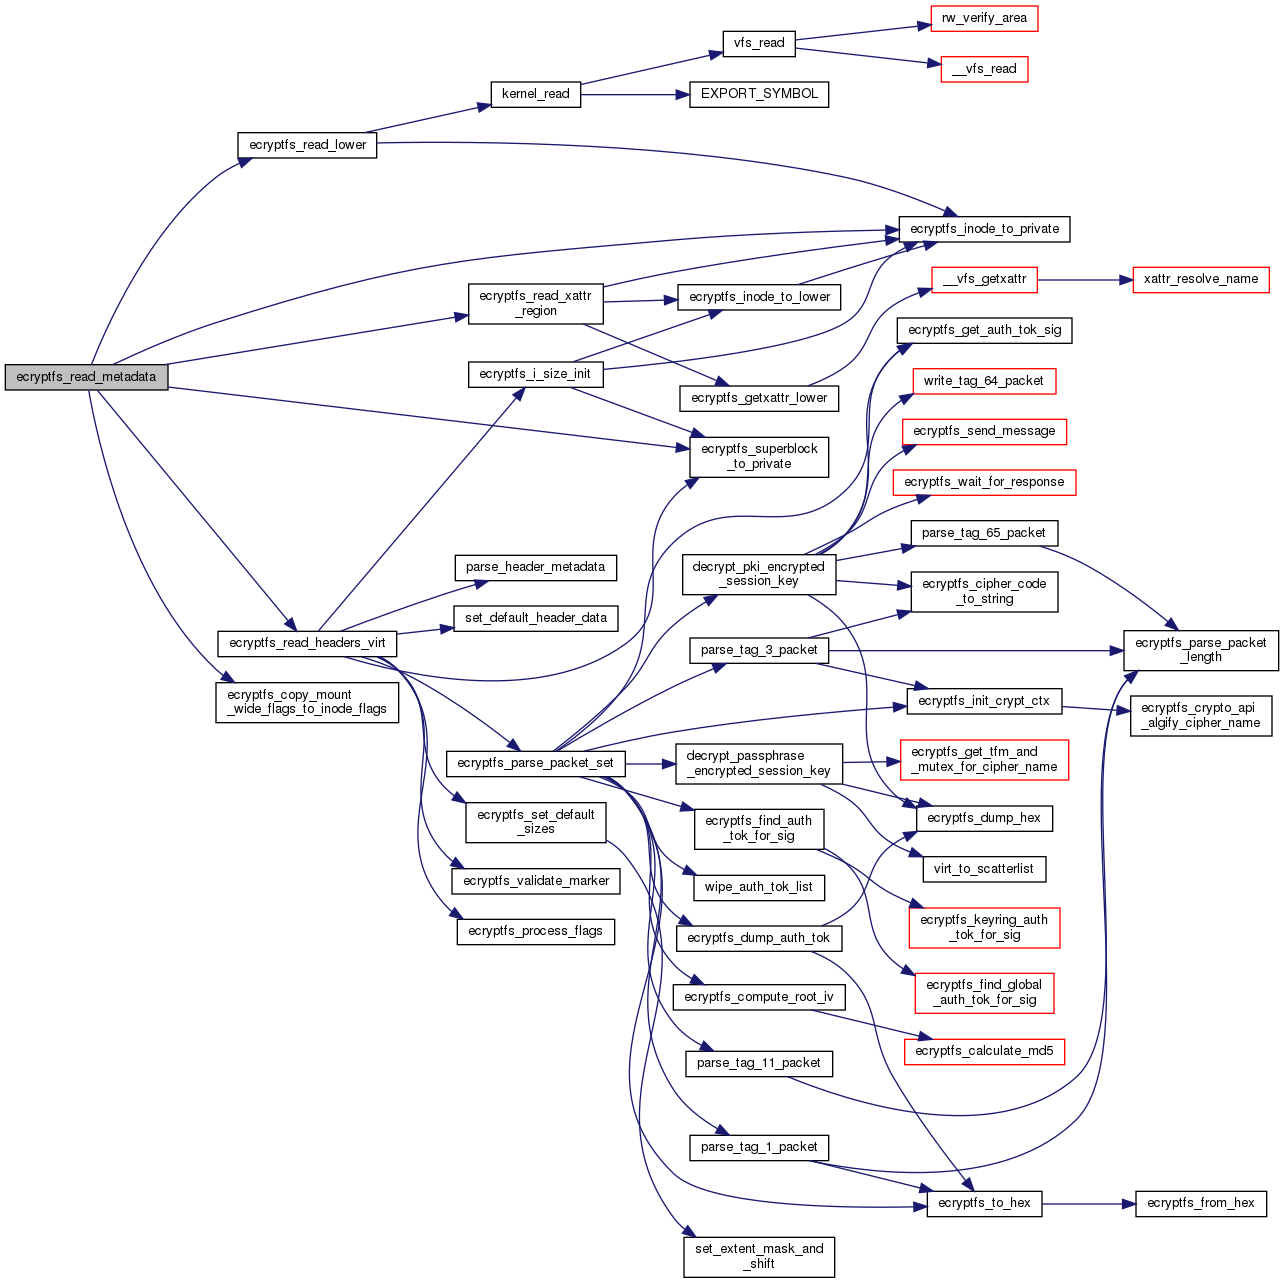 rw_verify_area
vfs_read
__vfs_read
kernel_read
EXPORT_SYMBOL
ecryptfs_read_lower
ecryptfs_inode_to_private
__vfs_getxattr
xattr_resolve_name
ecryptfs_read_xattr
_region
ecryptfs_inode_to_lower
ecryptfs_get_auth_tok_sig
ecryptfs_read_metadata
ecryptfs_i_size_init
write_tag_64_packet
ecryptfs_getxattr_lower
ecryptfs_send_message
ecryptfs_superblock
_to_private
ecryptfs_wait_for_response
parse_tag_65_packet
parse_header_metadata
decrypt_pki_encrypted
_session_key
ecryptfs_cipher_code
_to_string
set_default_header_data
ecryptfs_read_headers_virt
parse_tag_3_packet
ecryptfs_parse_packet
_length
ecryptfs_copy_mount
_wide_flags_to_inode_flags
ecryptfs_init_crypt_ctx
ecryptfs_crypto_api
_algify_cipher_name
ecryptfs_parse_packet_set
decrypt_passphrase
_encrypted_session_key
ecryptfs_get_tfm_and
_mutex_for_cipher_name
ecryptfs_set_default
_sizes
ecryptfs_find_auth
_tok_for_sig
ecryptfs_dump_hex
virt_to_scatterlist
ecryptfs_validate_marker
wipe_auth_tok_list
ecryptfs_process_flags
ecryptfs_dump_auth_tok
ecryptfs_keyring_auth
_tok_for_sig
ecryptfs_compute_root_iv
ecryptfs_find_global
_auth_tok_for_sig
parse_tag_11_packet
ecryptfs_calculate_md5
parse_tag_1_packet
ecryptfs_to_hex
ecryptfs_from_hex
set_extent_mask_and
_shift